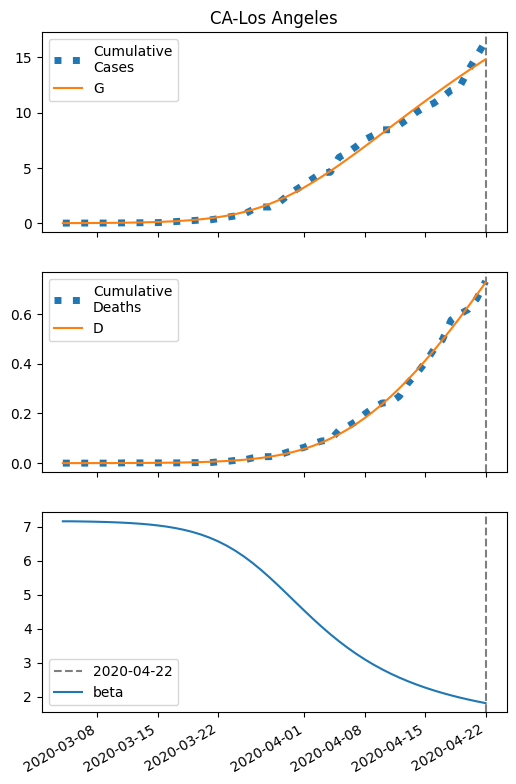 CA-Los Angeles
15
10
5
0
Cumulative
Cases
G
0.6
0.4
0.2
0.0
Cumulative
Deaths
D
7
6
5
4
3
2
2020-04-22
beta
2020-03-08
2020-03-15
2020-03-22
2020-04-01
2020-04-08
2020-04-15
2020-04-22